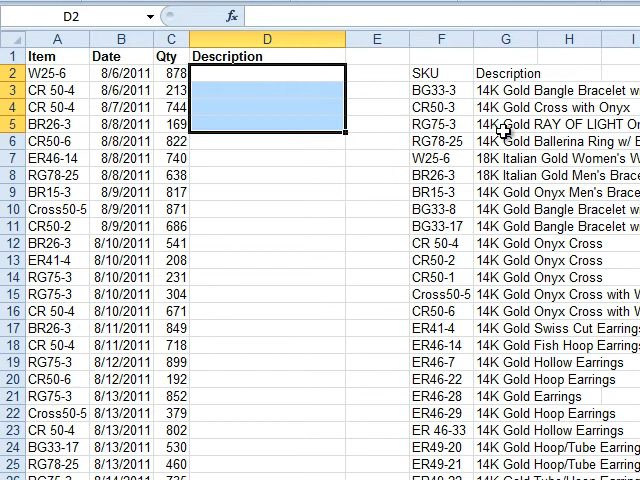 D2 fx
A B C D E F G H I
1 Item Date Qty Description
2 W25-6 8/6/2011 878 SKU Description
3 CR 50-4 8/6/2011 213 BG33-3 14K Gold Bangle Bracelet wi
4 CR 50-4 8/7/2011 744 CR50-3 14K Gold Cross with Onyx
5 BR26-3 8/8/2011 169 RG75-3 14K Gold RAY OF LIGHT On
6 CR50-6 8/8/2011 822 RG78-25 14K Gold Ballerina Ring w/ B
7 ER46-14 8/8/2011 740 W25-6 18K Italian Gold Women's W
8 RG78-25 8/8/2011 638 BR26-3 18K Italian Gold Men's Brace
9 BR15-3 8/9/2011 817 BR15-3 14K Gold Onyx Men's Brace
10 Cross50-5 8/9/2011 871 BG33-8 14K Gold Bangle Bracelet wi
11 CR50-2 8/9/2011 686 BG33-17 14K Gold Bangle Bracelet wi
12 BR26-3 8/10/2011 541 CR 50-4 14K Gold Onyx Cross
13 ER41-4 8/10/2011 208 CR50-2 14K Gold Onyx Cross
14 RG75-3 8/10/2011 231 CR50-1 14K Gold Onyx Cross
15 RG75-3 8/10/2011 304 Cross50-5 14K Gold Onyx Cross with W
16 CR 50-4 8/10/2011 671 CR50-6 14K Gold Onyx Cross with
17 BR26-3 8/11/2011 849 ER41-4 14K Gold Swiss Cut Earring
18 CR 50-4 8/11/2011 718 ER46-14 14K Gold Fish Hoop Earring
19 RG75-3 8/12/2011 899 ER46-7 14K Gold Hollow Earrings
20 CR50-6 8/12/2011 192 ER46-22 14K Gold Hoop Earrings
21 RG75-3 8/13/2011 852 ER46-28 14K Gold Earrings
22 Cross50-5 8/13/2011 379 ER46-29 14K Gold Hoop Earrings
23 CR 50-4 8/13/2011 802 ER 46-33 14K Gold Hollow Earrings
24 BG33-17 8/13/2011 530 ER49-20 14K Gold Hoop/Tube Earring
25 RG78-25 8/13/2011 460 ER49-21 14K Gold Hoop/Tube Earring